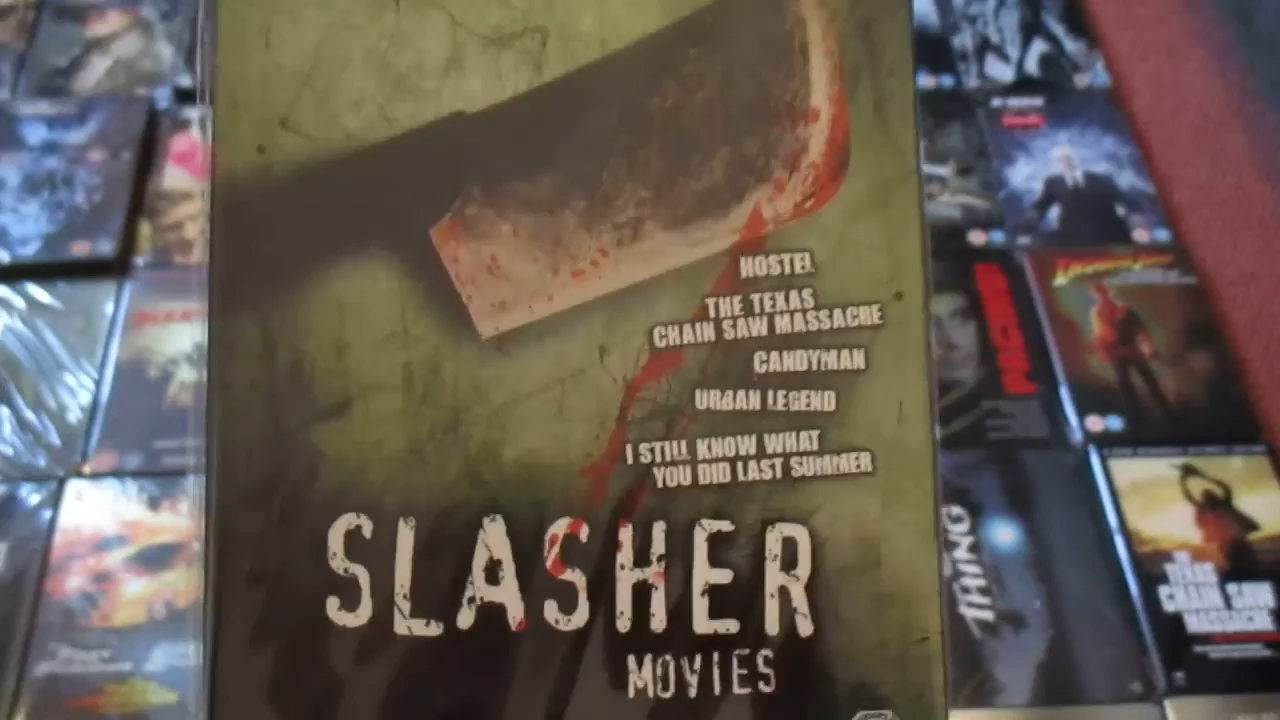 HOSTEL
THE TEXAS
CHAIN SAW MASSACRE
CANDYMAN
URBAN LEGEND
I STILL KNOW WHAT
YOU DID LAST SUMMER
SLASHER
MOVIES
THING
THE
TEXAS
CHAIN SAW
MASSACRE